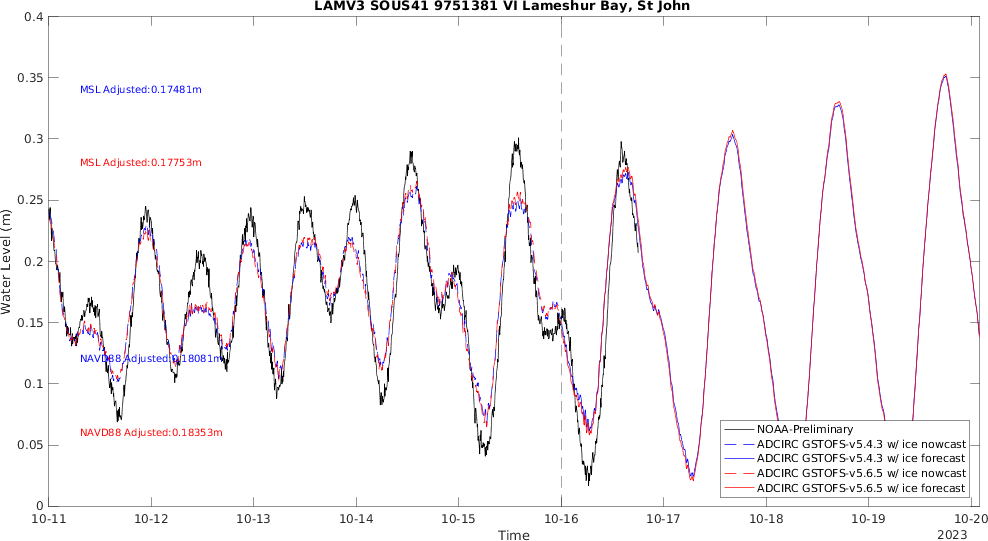 LAMV3 SOUS41 9751381 VI Lameshur Bay, St John
0.4
0.35
0.3
0.25
0.2
0.15
0.1
0.05
0
Water Level (m)
MSL Adjusted:0.17481m
MSL Adjusted:0.17753m
NAVD88 Adjusted:0.18081m
NAVD88 Adjusted:0.18353m
NOAA-Preliminary
ADCIRC GSTOFS-v5.4.3 w/ ice nowcast
ADCIRC GSTOFS-v5.4.3 w/ ice forecast
ADCIRC GSTOFS-v5.6.5 w/ ice nowcast
ADCIRC GSTOFS-v5.6.5 w/ ice forecast
10-11 10-12 10-13 10-14 10-15 10-16 10-17 10-18 10-19 10-20
Time
2023